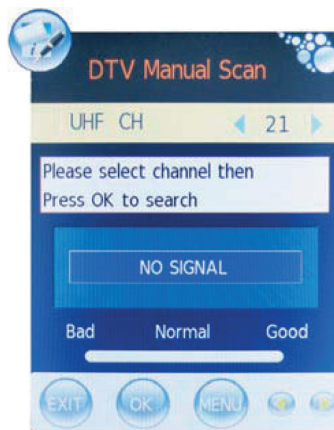 DTV Manual Scan
UHF CH 21
Please select channel then
Press OK to search
NO SIGNAL
Bad Normal Good
EXIT OK MENU